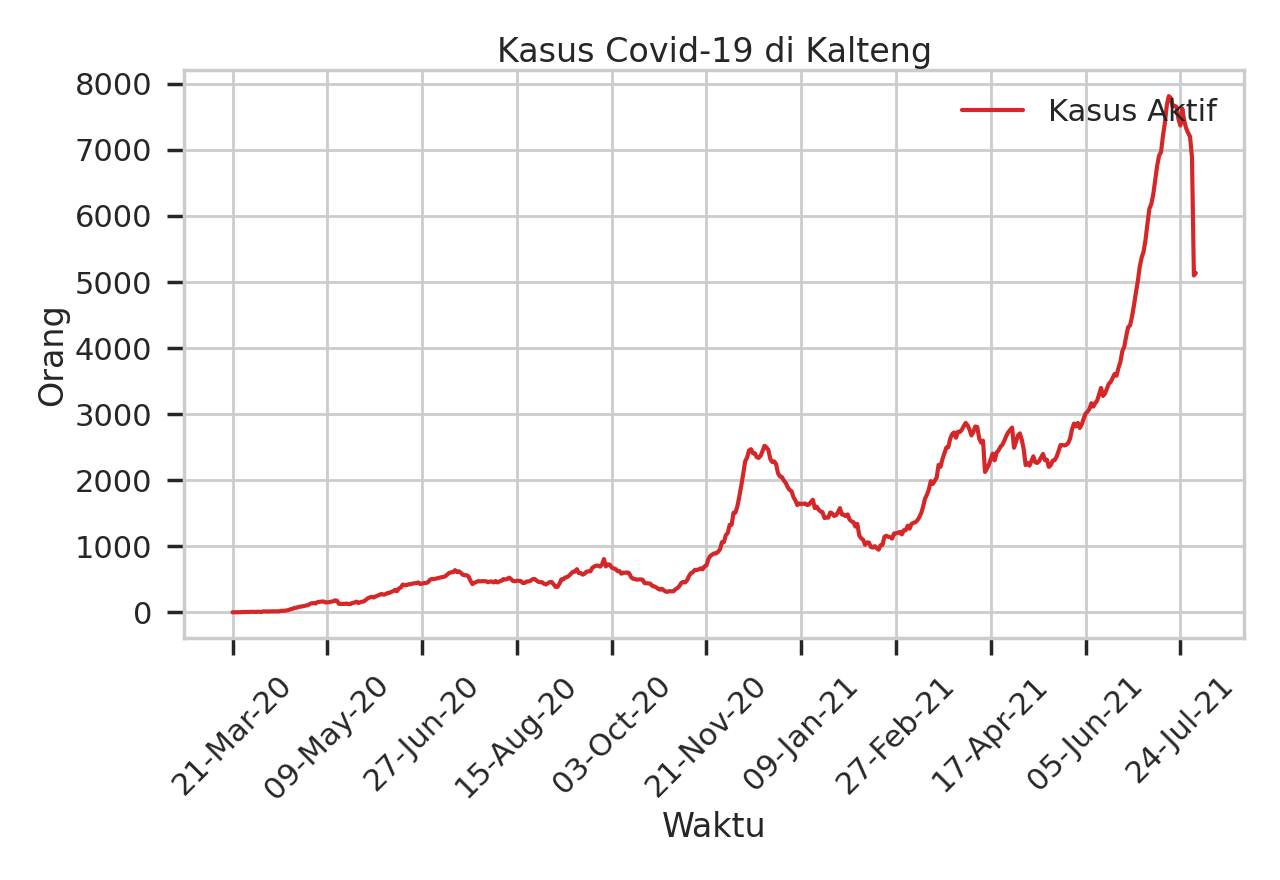 Kasus Covid-19 di Kalteng
8000
7000
6000
5000
4000
3000
2000
1000
0
Orang
Kasus Aktif
21-Mar-20
09-May-20
27-Jun-20
15-Aug-20
03-Oct-20
21-Nov-20
09-Jan-21
27-Feb-21
17-Apr-21
05-Jun-21
24-Jul-21
Waktu